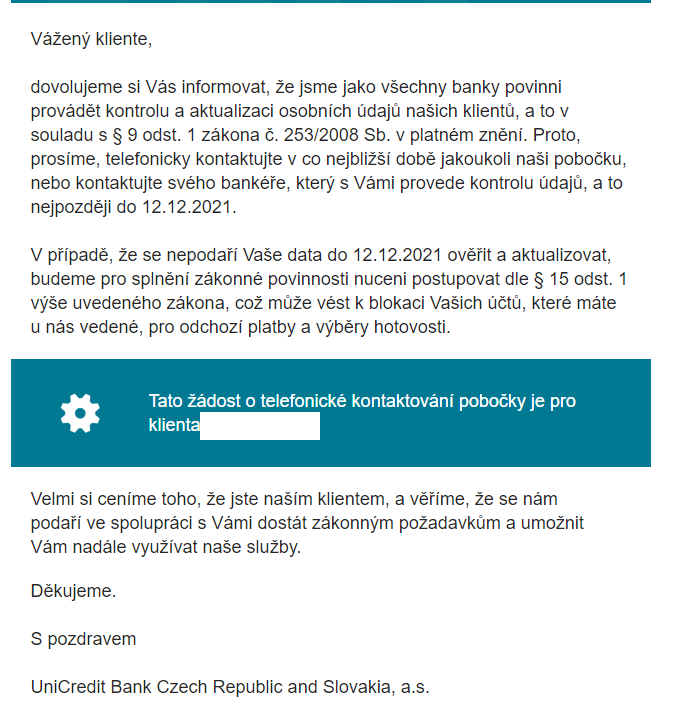 Vážený kliente,
dovolujeme si Vás informovat, že jsme jako všechny banky povinni
provádět kontrolu a aktualizaci osobních údajů našich klientů, a to v
souladu s § 9 odst. 1 zákona č. 253/2008 Sb. v platném znění. Proto,
prosíme, telefonicky kontaktujte v co nejbližší době jakoukoli naši pobočku,
nebo kontaktujte svého bankéře, který s Vámi provede kontrolu údajů, a to
nejpozději do 12.12.2021.
V případě, že se nepodaří Vaše data do 12.12.2021 ověřit a aktualizovat,
budeme pro splnění zákonné povinnosti nuceni postupovat dle § 15 odst. 1
výše uvedeného zákona, což může vést k blokaci Vašich účtů, které máte
u nás vedené, pro odchozí platby a výběry hotovosti.
Tato žádost o telefonické kontaktování pobočky je pro
klienta
Velmi si ceníme toho, že jste naším klientem, a věříme, že se nám
podaří ve spolupráci s Vámi dostát zákonným požadavkům a umožnit
Vám nadále využívat naše služby.
Děkujeme.
S pozdravem
UniCredit Bank Czech Republic and Slovakia, a.s.